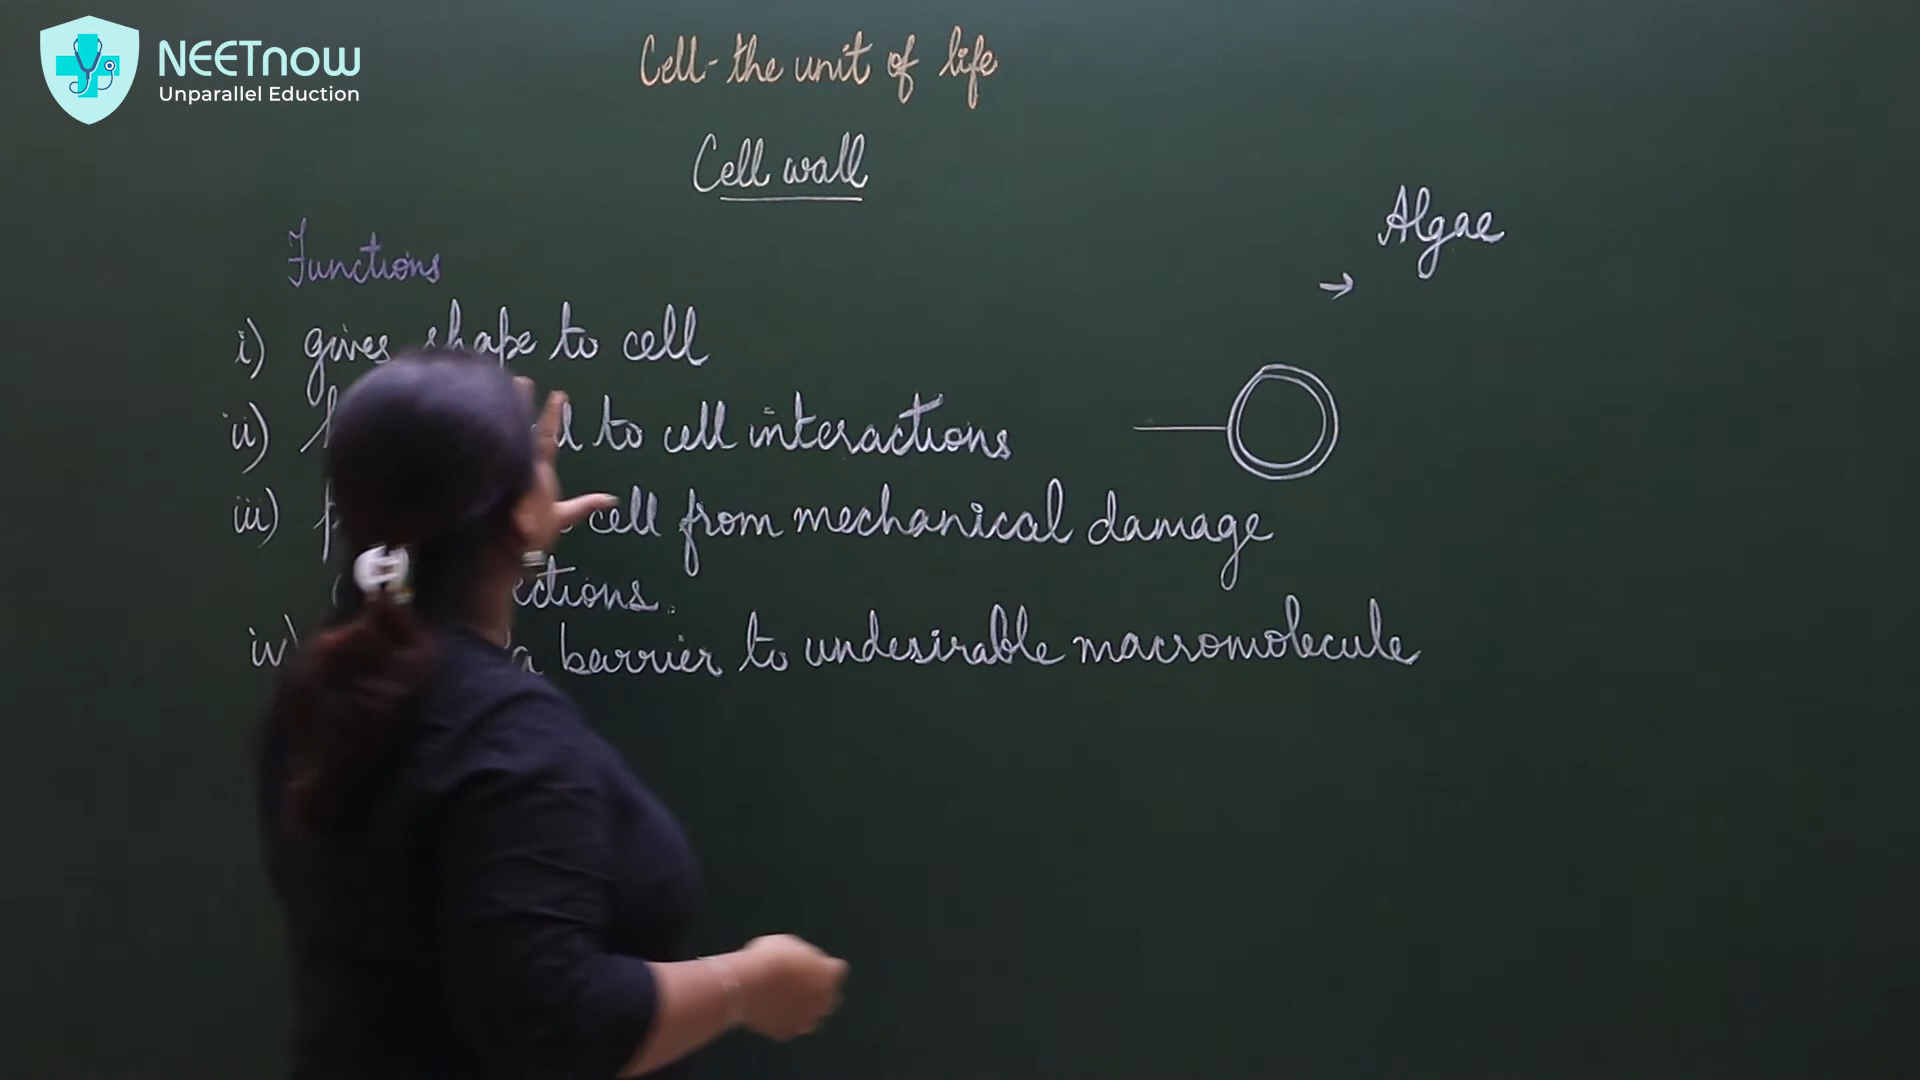 NEETnow
Unparallel Eduction
Cell-the unit of life
Cell wall
Algae
→
Functions
i) gives shape to cell
ii) to cell interactions
iii) cell from mechanical damage
iv) a barrier to undesirable macromolecule